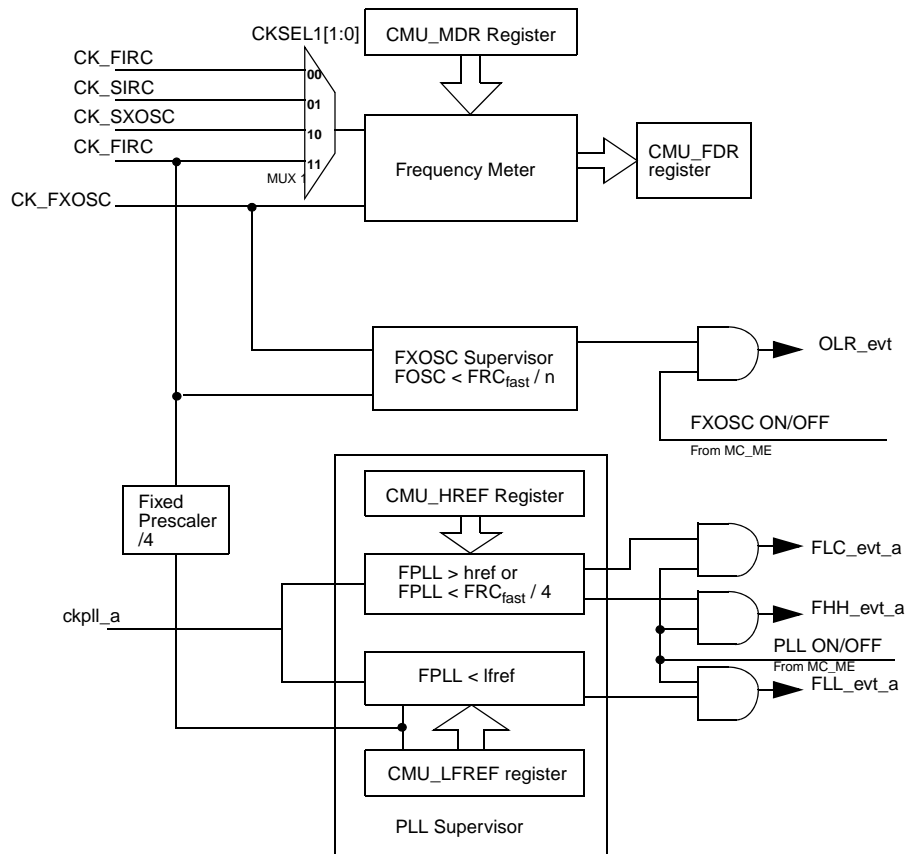 CKSEL1[1:0]
CMU_MDR Register
CK_FIRC
00
CK_SIRC
01
CK_SXOSC
10
CK_FIRC
11
MUX 1
Frequency Meter
CMU_FDR
register
CK_FXOSC
FXOSC Supervisor
FOSC < FRCfast / n
OLR_evt
FXOSC ON/OFF
From MC_ME
Fixed
Prescaler
/4
CMU_HREF Register
FPLL > href or
FPLL < FRCfast / 4
FLC_evt_a
FHH_evt_a
ckpll_a
PLL ON/OFF
From MC_ME
FPLL < lfref
FLL_evt_a
CMU_LFREF register
PLL Supervisor